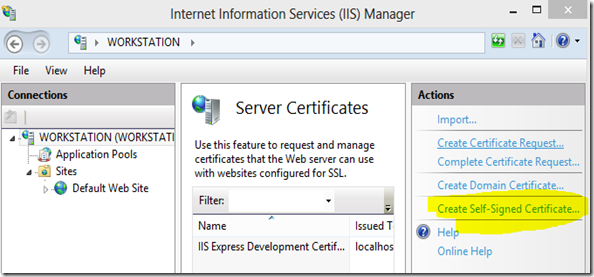 Internet Information Services (IIS) Manager
WORKSTATION
File View Help
Connections
WORKSTATION (WORKSTATI
Application Pools
Sites
Default Web Site
Server Certificates
Use this feature to request and manage
certificates that the Web server can use
with websites configured for SSL.
Filter:
Name Issued T
IIS Express Development Certif... localhos
Actions
Import...
Create Certificate Request...
Complete Certificate Request...
Create Domain Certificate...
Create Self-Signed Certificate...
Help
Online Help